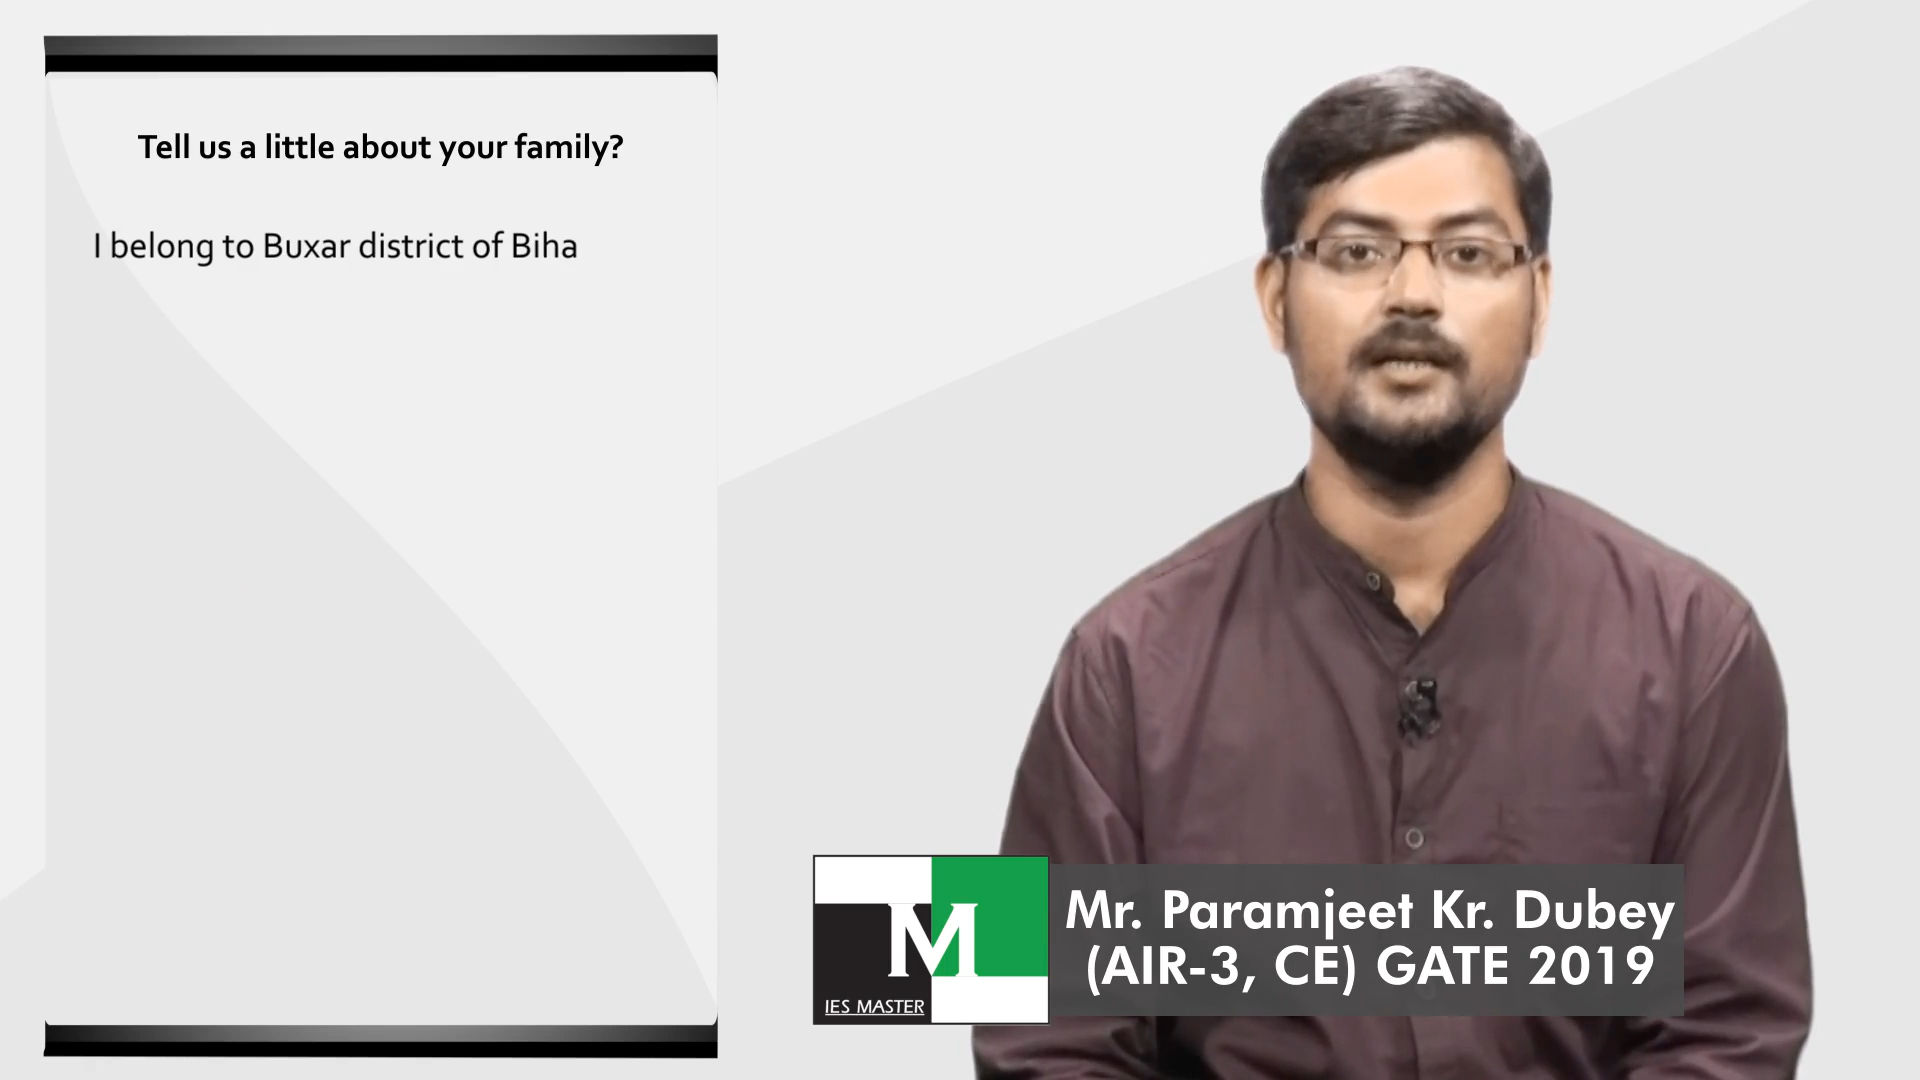 Tell us a little about your family?
I belong to Buxar district of Biha
M
IES MASTER
Mr. Paramjeet Kr. Dubey
(AIR-3, CE) GATE 2019